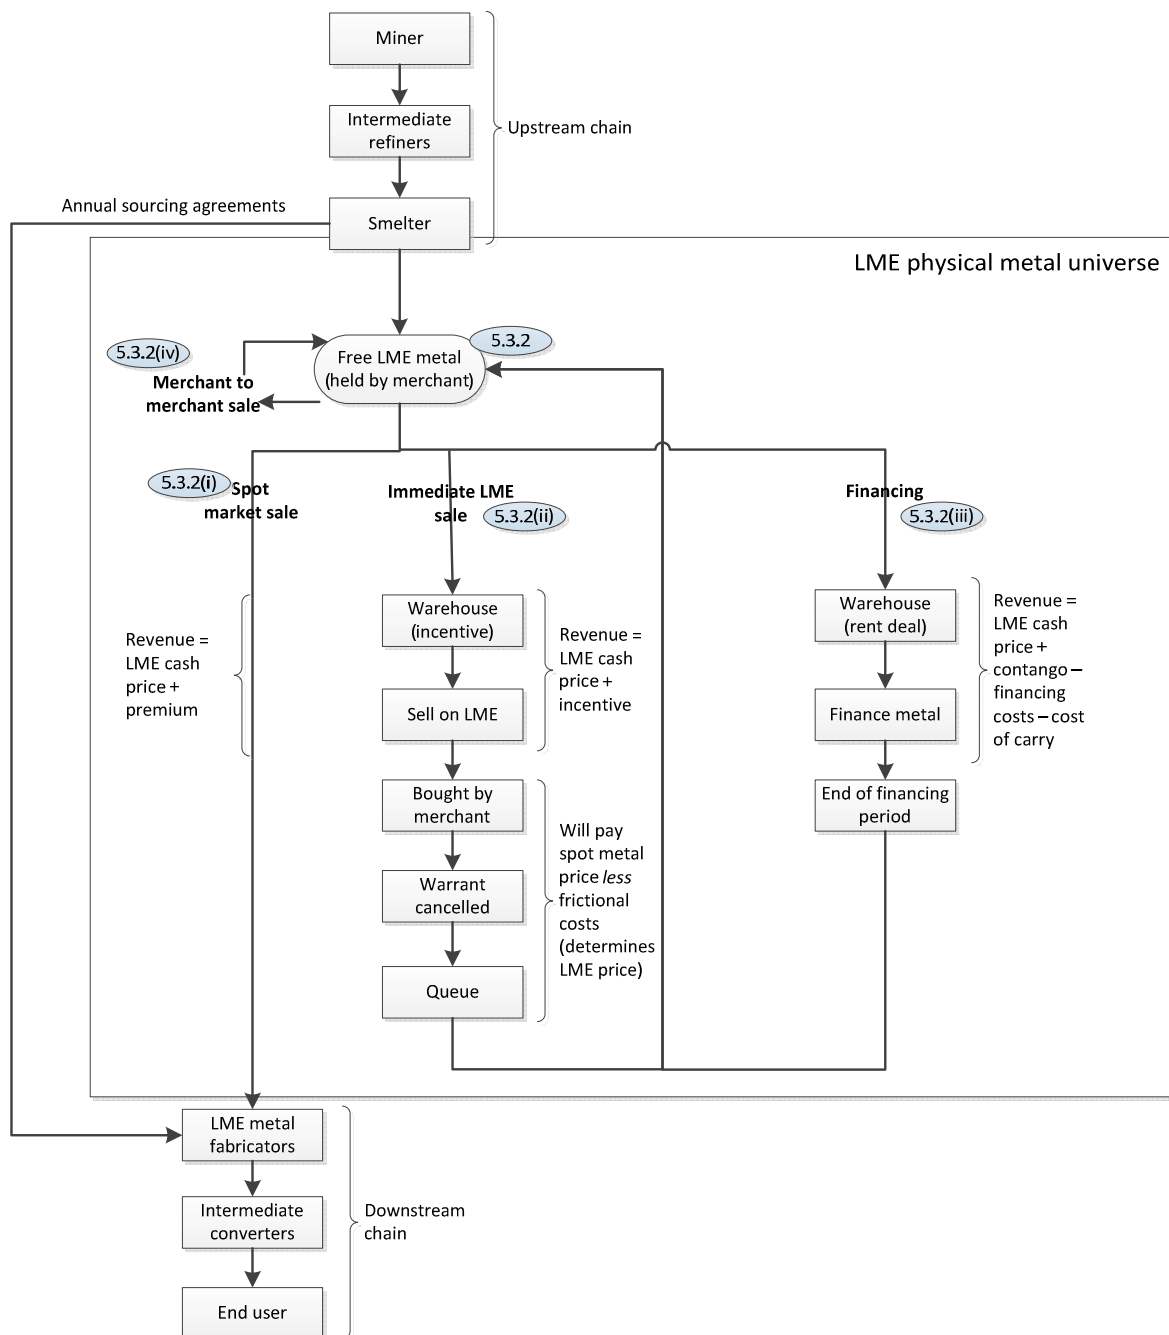 Miner
Intermediate
refiners
Upstream chain
Annual sourcing agreements
Smelter
LME physical metal universe
5.3.2(iv)
Merchant to
merchant sale
Free LME metal
(held by merchant)
5.3.2
5.3.2(i)
Spot
market sale
Immediate LME
sale
5.3.2(ii)
Financing
5.3.2(iii)
Revenue =
LME cash
price +
premium
Warehouse
(incentive)
Sell on LME
Revenue =
LME cash
price +
incentive
Bought by
merchant
Warrant
cancelled
Queue
Will pay
spot metal
price less
frictional
costs
(determines
LME price)
Warehouse
(rent deal)
Finance metal
End of financing
period
Revenue =
LME cash
price +
contango –
financing
costs – cost
of carry
LME metal
fabricators
Intermediate
converters
End user
Downstream
chain